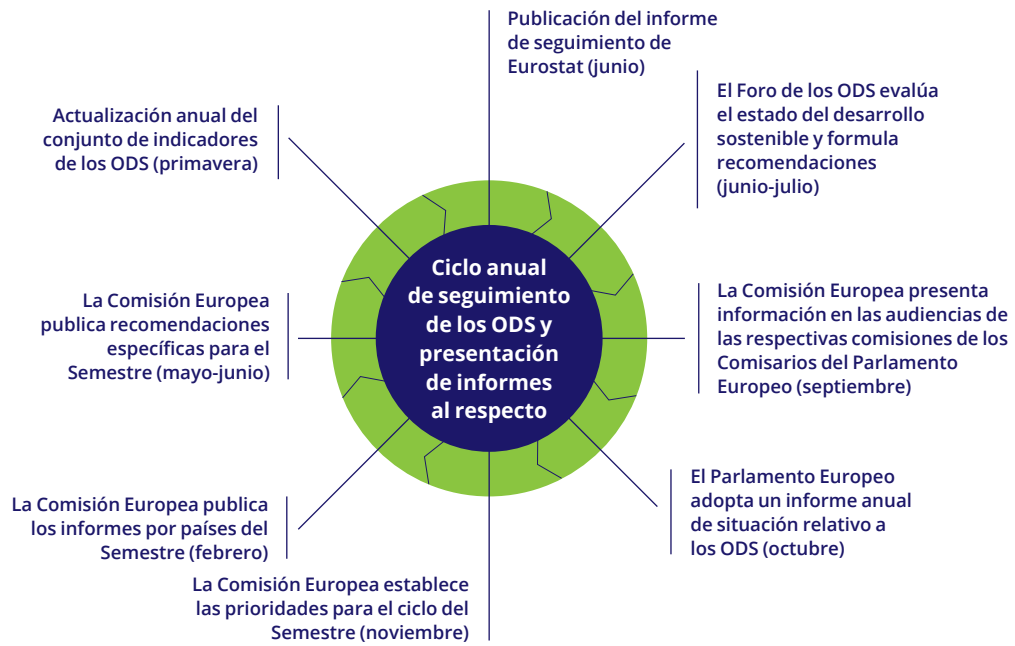 Publicación del informe
de seguimiento de
Eurostat (junio)
El Foro de los ODS evalúa
el estado del desarrollo
sostenible y formula
recomendaciones
(junio-julio)
La Comisión Europea presenta
información en las audiencias de
las respectivas comisiones de los
Comisarios del Parlamento
Europeo (septiembre)
El Parlamento Europeo
adopta un informe anual
de situación relativo a
los ODS (octubre)
La Comisión Europea establece
las prioridades para el ciclo del
Semestre (noviembre)
La Comisión Europea publica
los informes por países del
Semestre (febrero)
La Comisión Europea
publica recomendaciones
específicas para el
Semestre (mayo-junio)
Actualización anual del
conjunto de indicadores
de los ODS (primavera)
Ciclo anual
de seguimiento
de los ODS y
presentación
de informes
al respecto